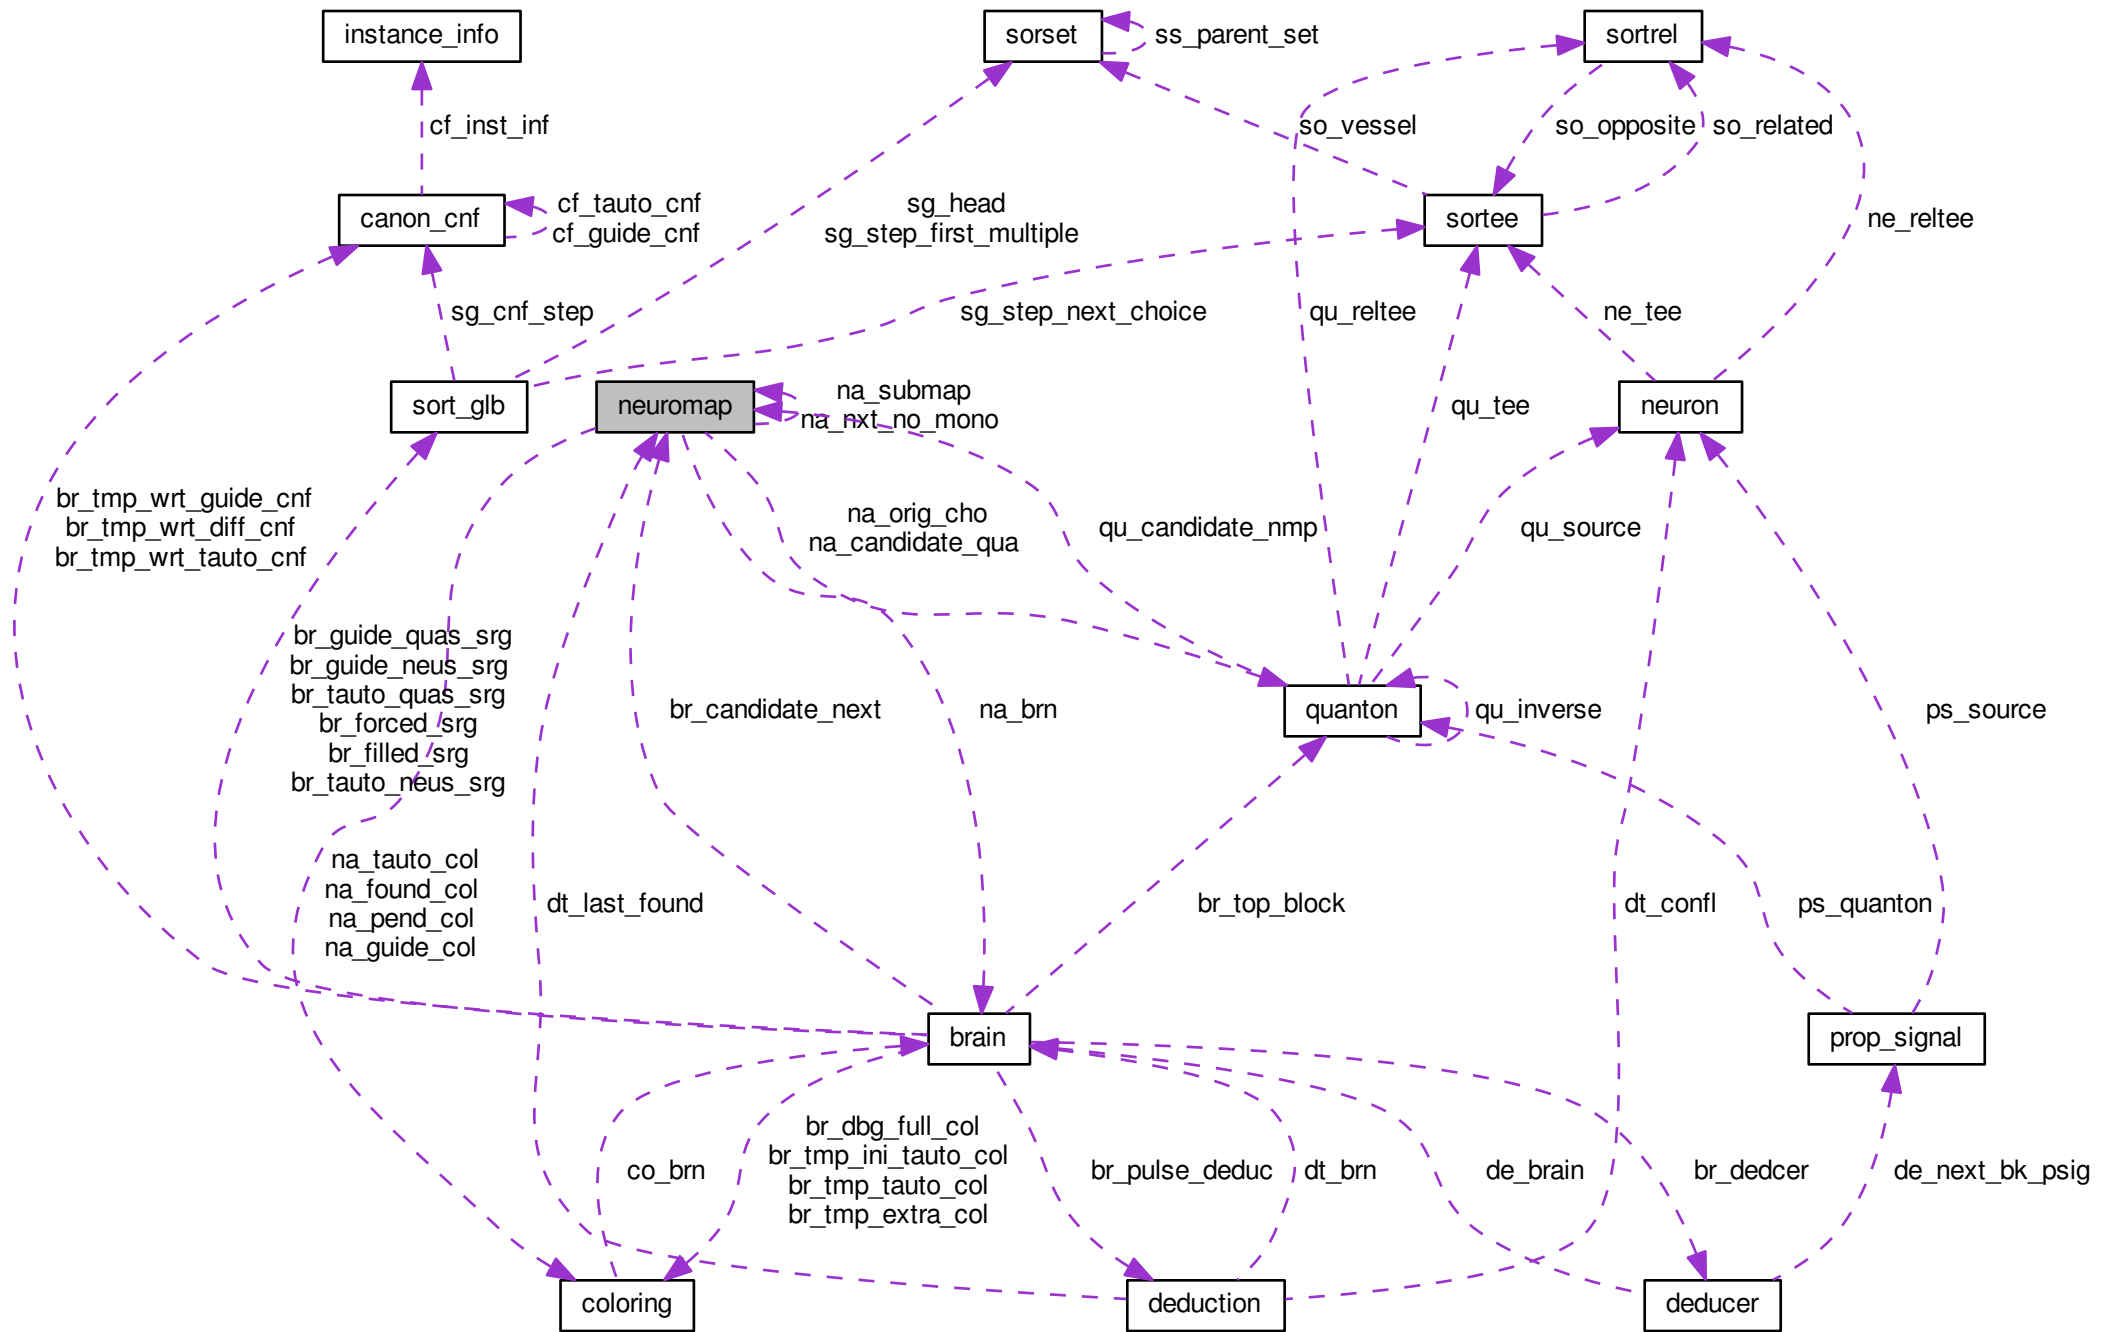 instance_info
sorset
ss_parent_set
sortrel
cf_inst_inf
so_vessel
so_opposite
so_related
canon_cnf
cf_tauto_cnf
cf_guide_cnf
sg_head
sg_step_first_multiple
sortee
ne_reltee
sg_cnf_step
sg_step_next_choice
qu_reltee
ne_tee
sort_glb
neuromap
na_submap
na_nxt_no_mono
qu_tee
neuron
br_tmp_wrt_guide_cnf
br_tmp_wrt_diff_cnf
br_tmp_wrt_tauto_cnf
na_orig_cho
na_candidate_qua
qu_candidate_nmp
qu_source
br_guide_quas_srg
br_guide_neus_srg
br_tauto_quas_srg
br_forced_srg
br_filled_srg
br_tauto_neus_srg
br_candidate_next
na_brn
quanton
qu_inverse
ps_source
na_tauto_col
na_found_col
na_pend_col
na_guide_col
dt_last_found
br_top_block
dt_confl
ps_quanton
brain
prop_signal
co_brn
br_dbg_full_col
br_tmp_ini_tauto_col
br_tmp_tauto_col
br_tmp_extra_col
br_pulse_deduc
dt_brn
de_brain
br_dedcer
de_next_bk_psig
coloring
deduction
deducer